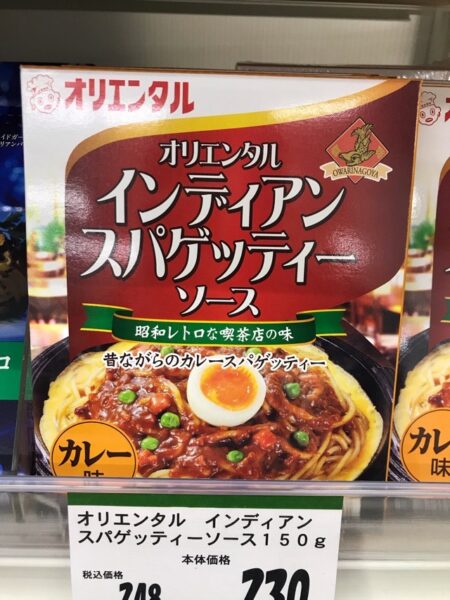 オリエンタル
オリエンタル
OWARINAGOYA
インディアン
スパゲッティー
ソース
昭和レトロな喫茶店の味
昔ながらのカレースパゲッティー
カレー
味
カレ
味
オリエンタル インディアン
スパゲッティーソース150g
本体価格
税込価格
248
230